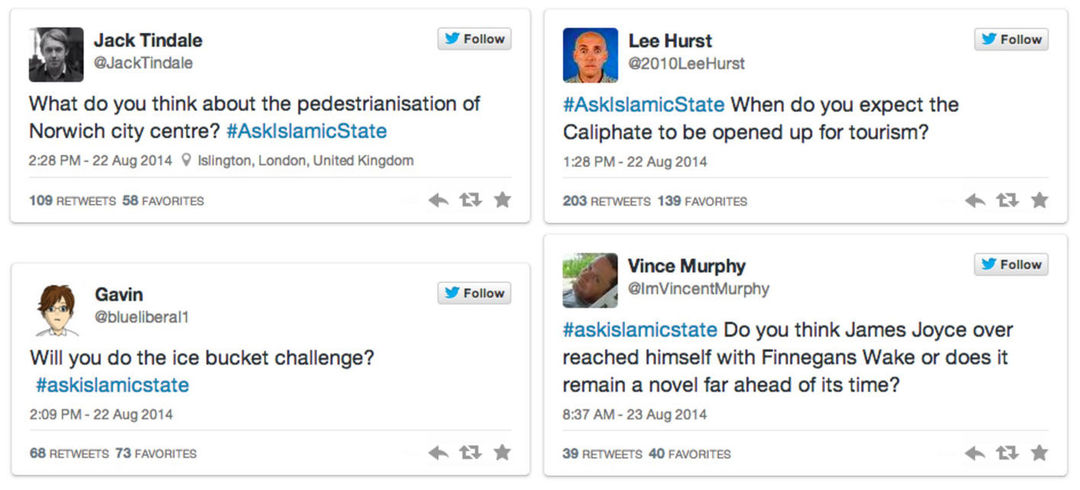 Jack Tindale
Follow
@JackTindale
What do you think about the pedestrianisation of
Norwich city centre? #AskIslamicState
2:28 PM - 22 Aug 2014 Islington, London, United Kingdom
109 RETWEETS 58 FAVORITES
Lee Hurst
Follow
@2010LeeHurst
#AskIslamicState When do you expect the
Caliphate to be opened up for tourism?
1:28 PM - 22 Aug 2014
203 RETWEETS 139 FAVORITES
Gavin
Follow
@blueliberal1
Will you do the ice bucket challenge?
#askislamicstate
2:09 PM - 22 Aug 2014
68 RETWEETS 73 FAVORITES
Vince Murphy
Follow
@ImVincentMurphy
#askislamicstate Do you think James Joyce over
reached himself with Finnegans Wake or does it
remain a novel far ahead of its time?
8:37 AM - 23 Aug 2014
39 RETWEETS 40 FAVORITES